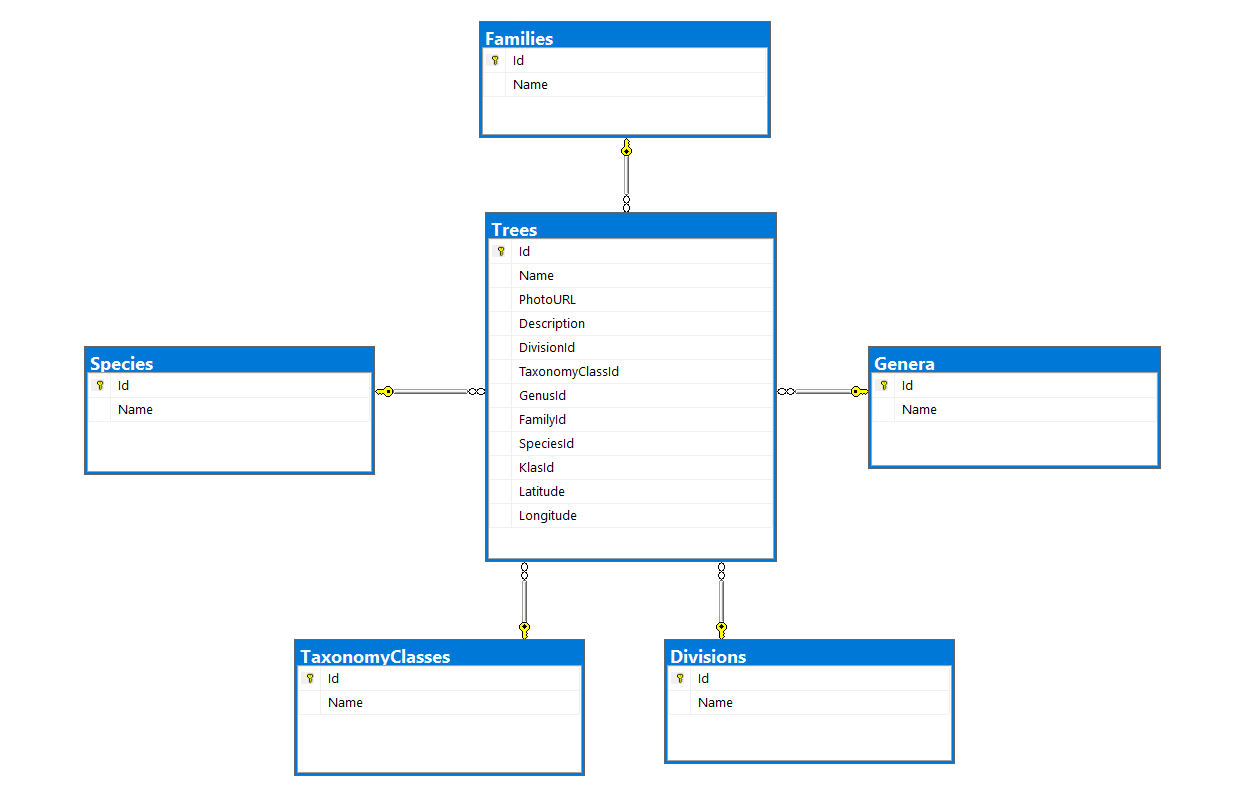 Families
Id
Name
Trees
Id
Name
PhotoURL
Description
DivisionId
TaxonomyClassId
GenusId
FamilyId
SpeciesId
KlasId
Latitude
Longitude
Species
Id
Name
Genera
Id
Name
TaxonomyClasses
Id
Name
Divisions
Id
Name